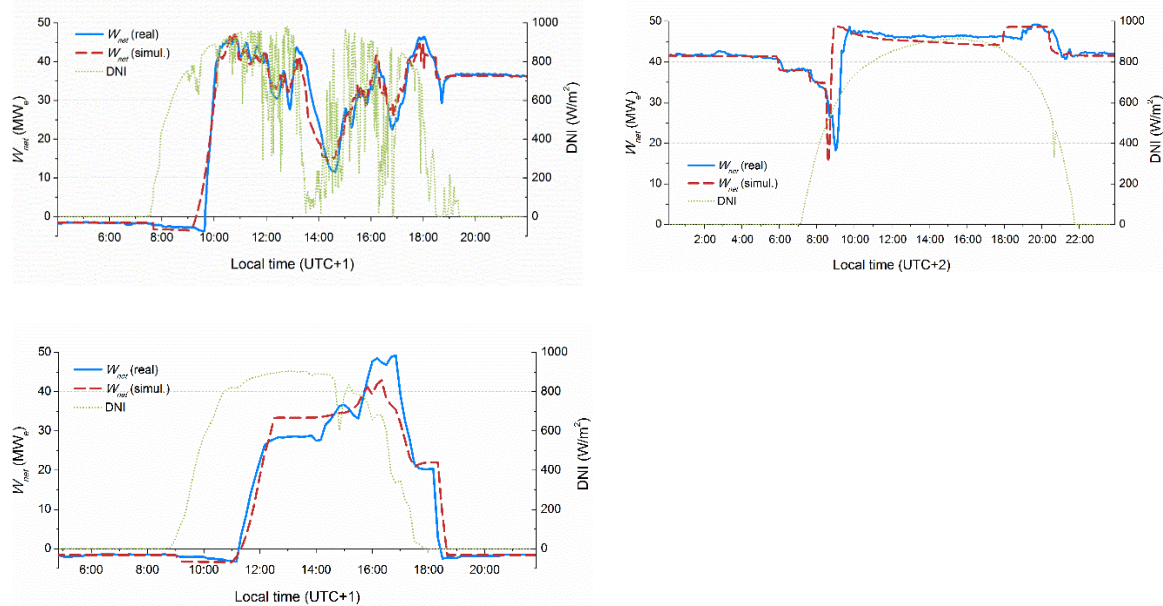 50
40
30
20
10
0
W_net (MW_e)
W_net (real)
W_net (simul.)
DNI
1000
800
600
400
200
0
DNI (W/m²)
6:00 8:00 10:00 12:00 14:00 16:00 18:00 20:00
Local time (UTC+1)
50
40
30
20
10
0
W_net (MW_e)
W_net (real)
W_net (simul.)
DNI
1000
800
600
400
200
0
DNI (W/m²)
2:00 4:00 6:00 8:00 10:00 12:00 14:00 16:00 18:00 20:00 22:00
Local time (UTC+2)
50
40
30
20
10
0
W_net (MW_e)
W_net (real)
W_net (simul.)
DNI
1000
800
600
400
200
0
DNI (W/m²)
6:00 8:00 10:00 12:00 14:00 16:00 18:00 20:00
Local time (UTC+1)